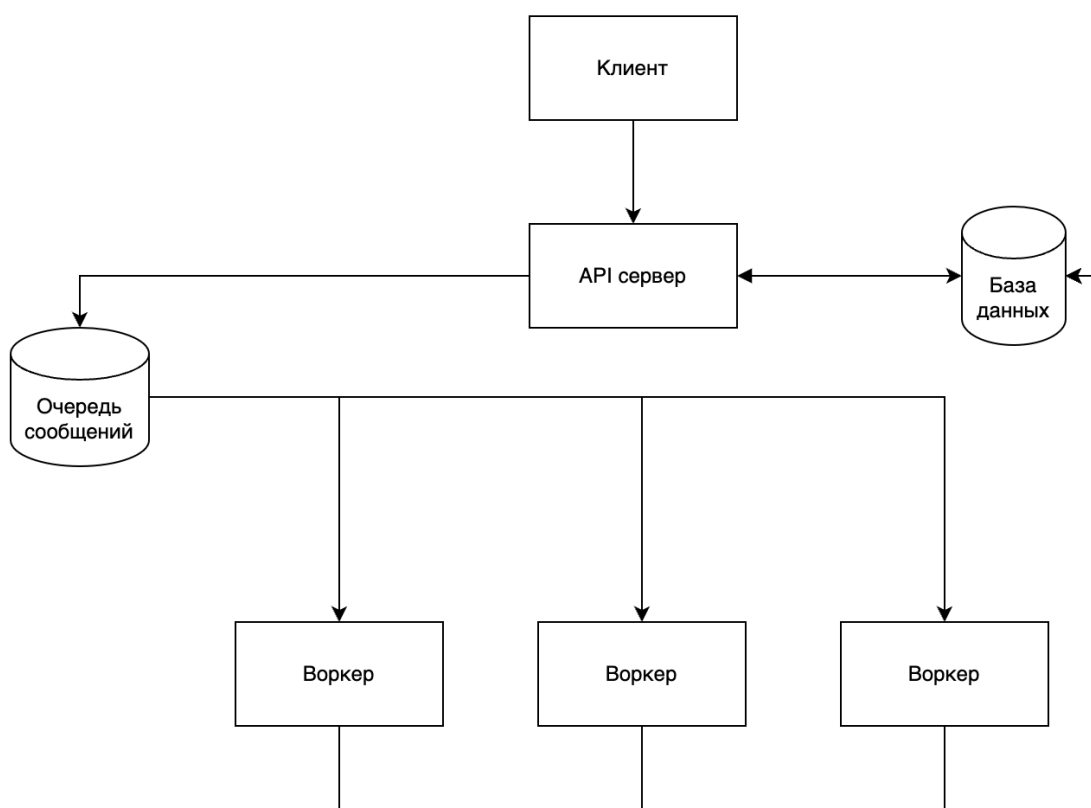 Клиент
API сервер
База
данных
Очередь
сообщений
Воркер
Воркер
Воркер